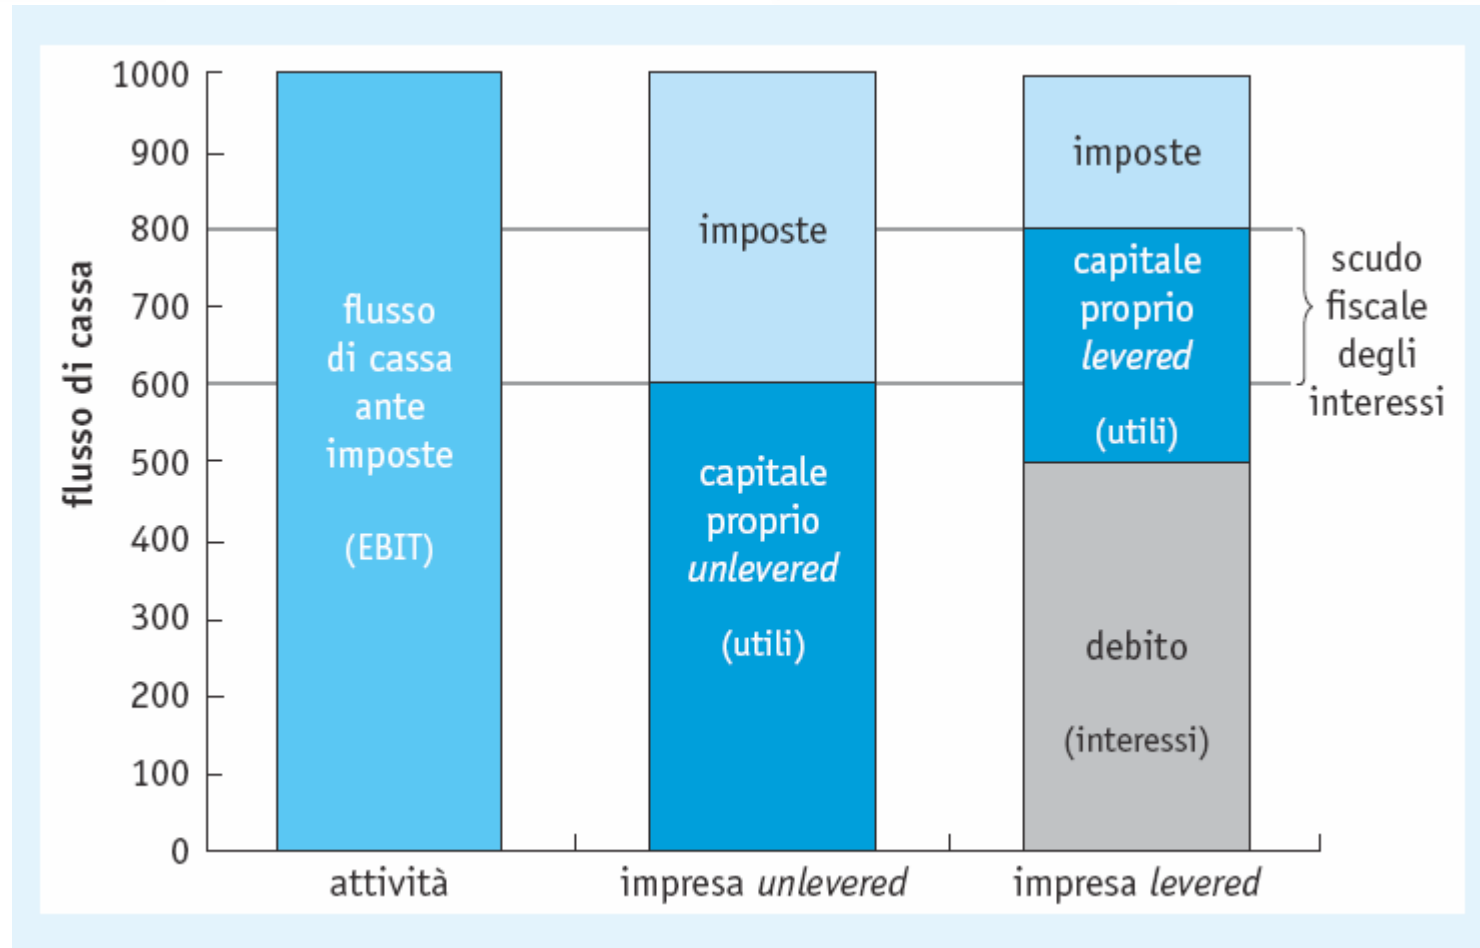 flusso di cassa
1000
900
800
700
600
500
400
300
200
100
0
flusso
di cassa
ante
imposte
(EBIT)
imposte
capitale
proprio
unlevered
(utili)
imposte
capitale
proprio
levered
(utili)
debito
(interessi)
scudo
fiscale
degli
interessi
attività
impresa unlevered
impresa levered